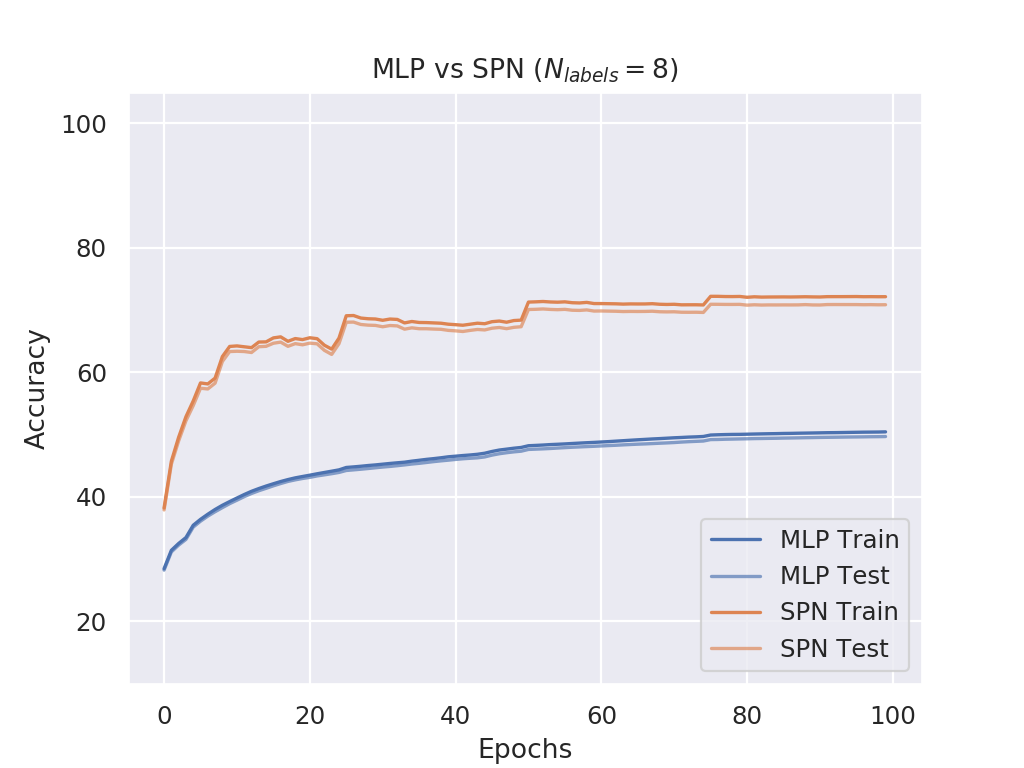 MLP vs SPN (N_labels = 8)
100
80
60
40
20
Accuracy
MLP Train
MLP Test
SPN Train
SPN Test
0 20 40 60 80 100
Epochs